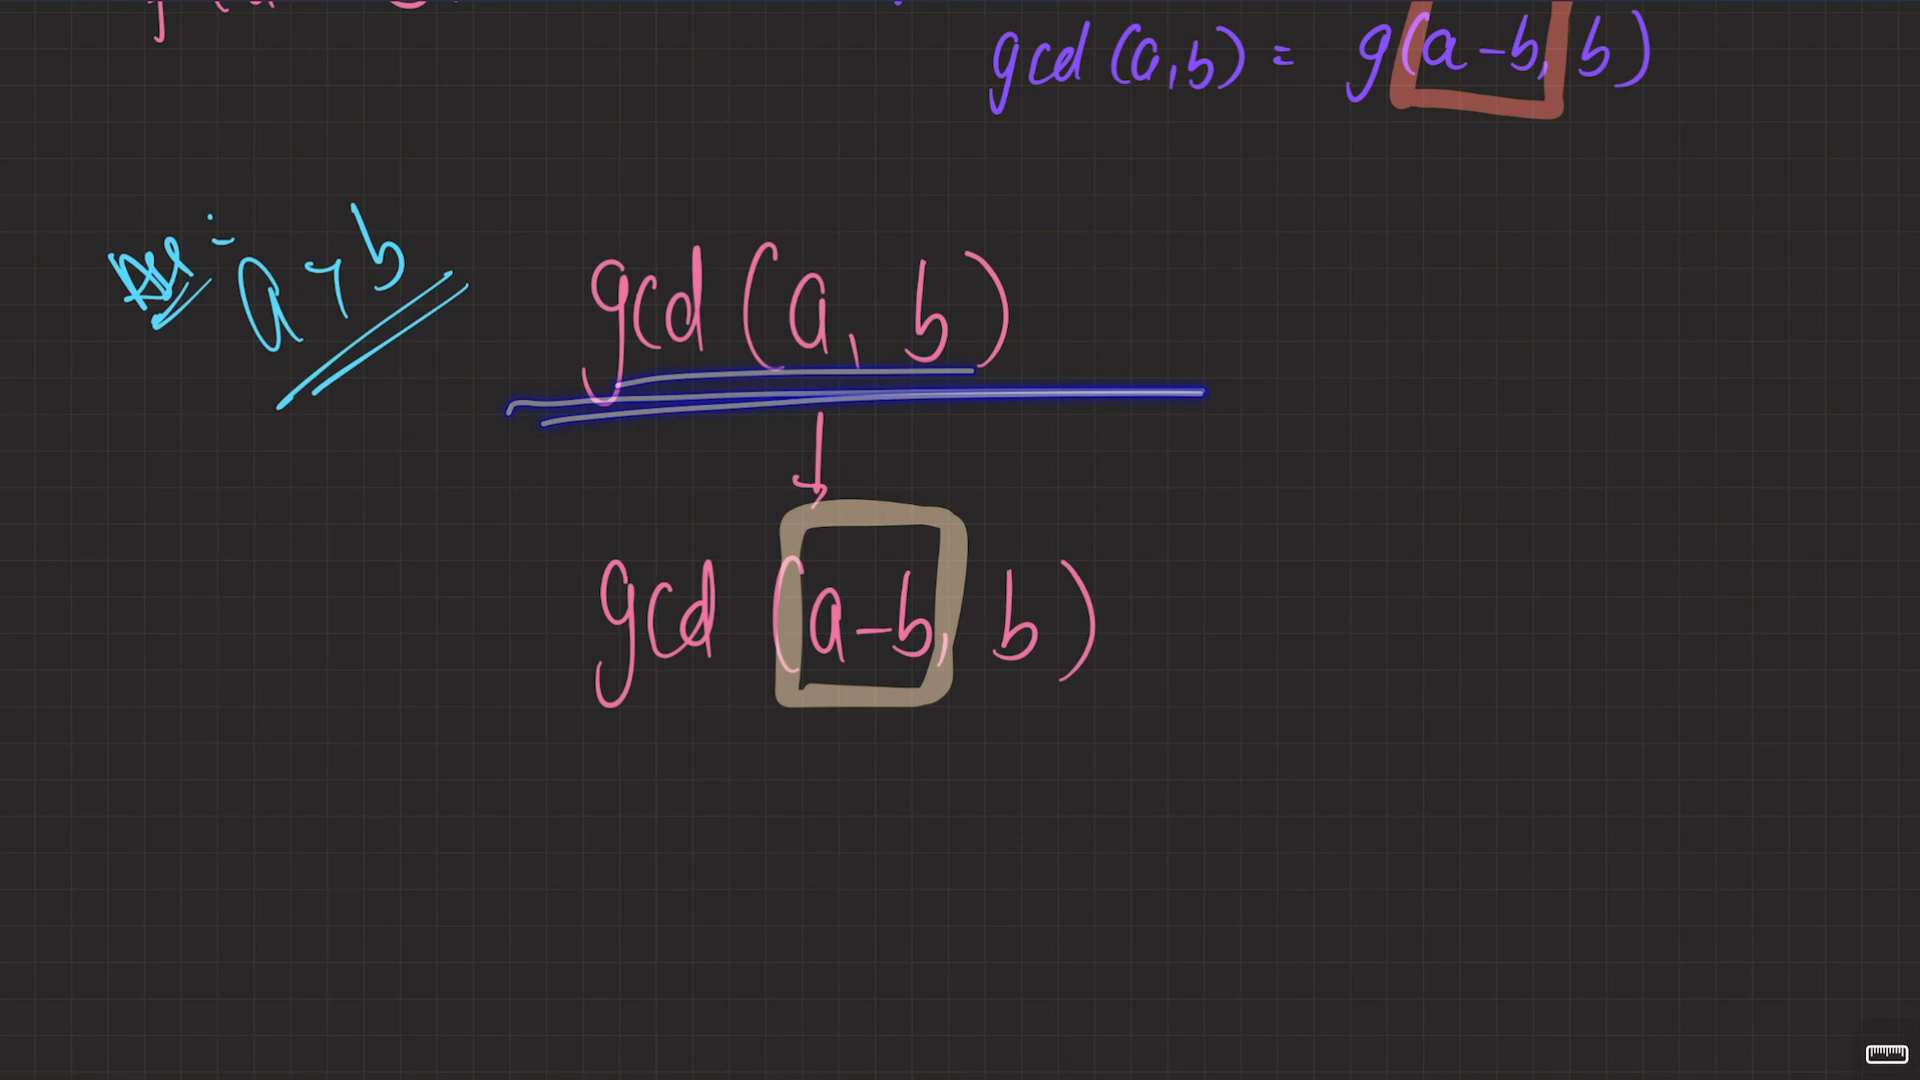 gcd (a,b) = g(a-b, b)
a > b
gcd (a, b)
gcd (a-b, b)